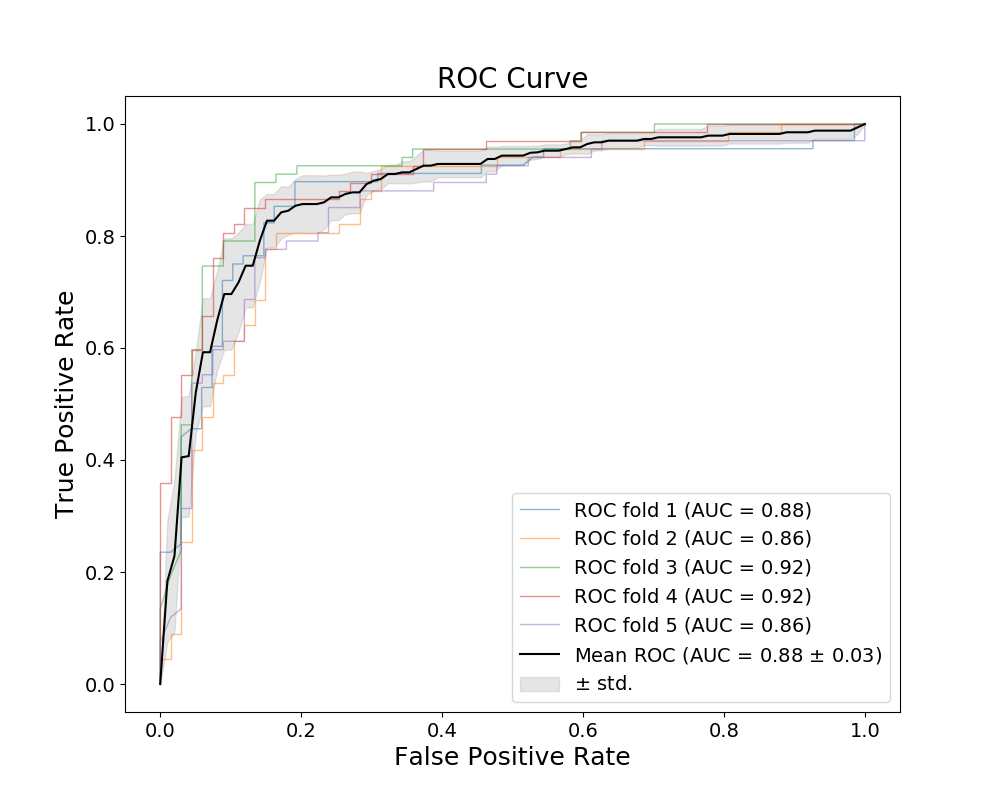 ROC Curve
1.0
0.8
0.6
0.4
0.2
0.0
True Positive Rate
ROC fold 1 (AUC = 0.88)
ROC fold 2 (AUC = 0.86)
ROC fold 3 (AUC = 0.92)
ROC fold 4 (AUC = 0.92)
ROC fold 5 (AUC = 0.86)
Mean ROC (AUC = 0.88 ± 0.03)
± std.
0.0 0.2 0.4 0.6 0.8 1.0
False Positive Rate